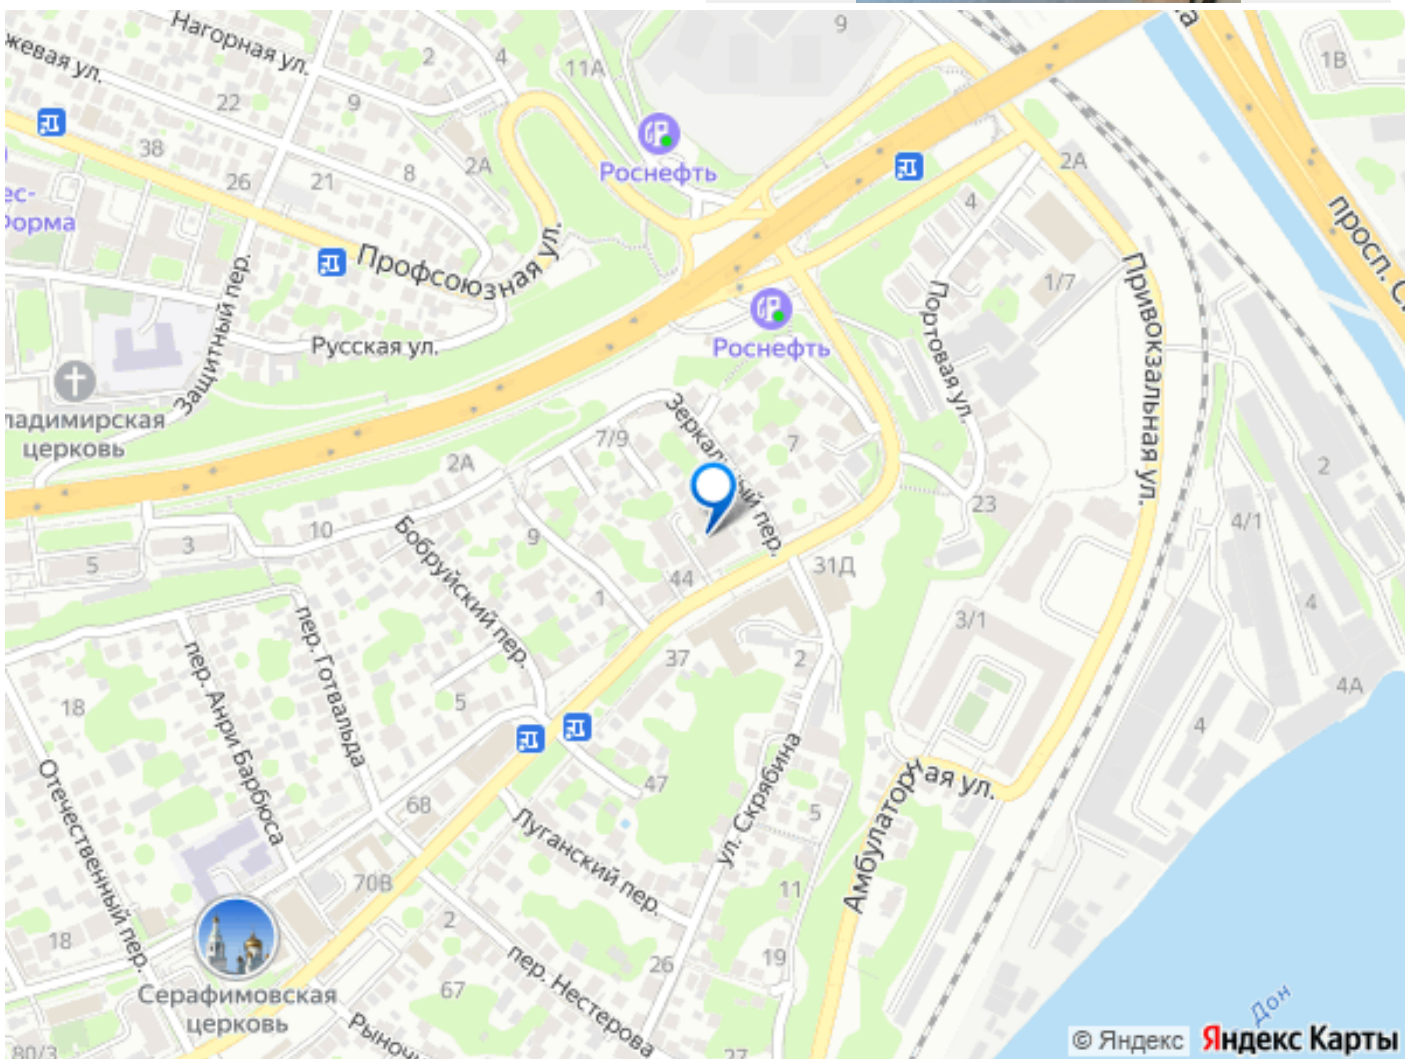 Нагорная ул.
жевая ул.
9
11А
4
2
22
9
38
2А
8
26
21
Роснефть
ес-
Форма
Профсоюзная ул.
Защитный пер.
Русская ул.
Роснефть
2А
4
1/7
1В
просп. С
Привокзальная ул.
Портовая ул.
ладимирская
церковь
Зеркальный пер.
7/9
7
2А
10
3
5
9
Бобруйский пер.
44
31Д
23
1
2
4/1
4
3/1
37
2
4А
4
пер. Готвальда
пер. Анри Барбюса
18
5
Отечественный пер.
68
47
ул. Скрябина
5
Амбулаторная ул.
Луганский пер.
70В
11
2
18
19
26
пер. Нестерова
67
Серафимовская
церковь
Рыночн
80/3
27
Дон
© Яндекс Яндекс Карты